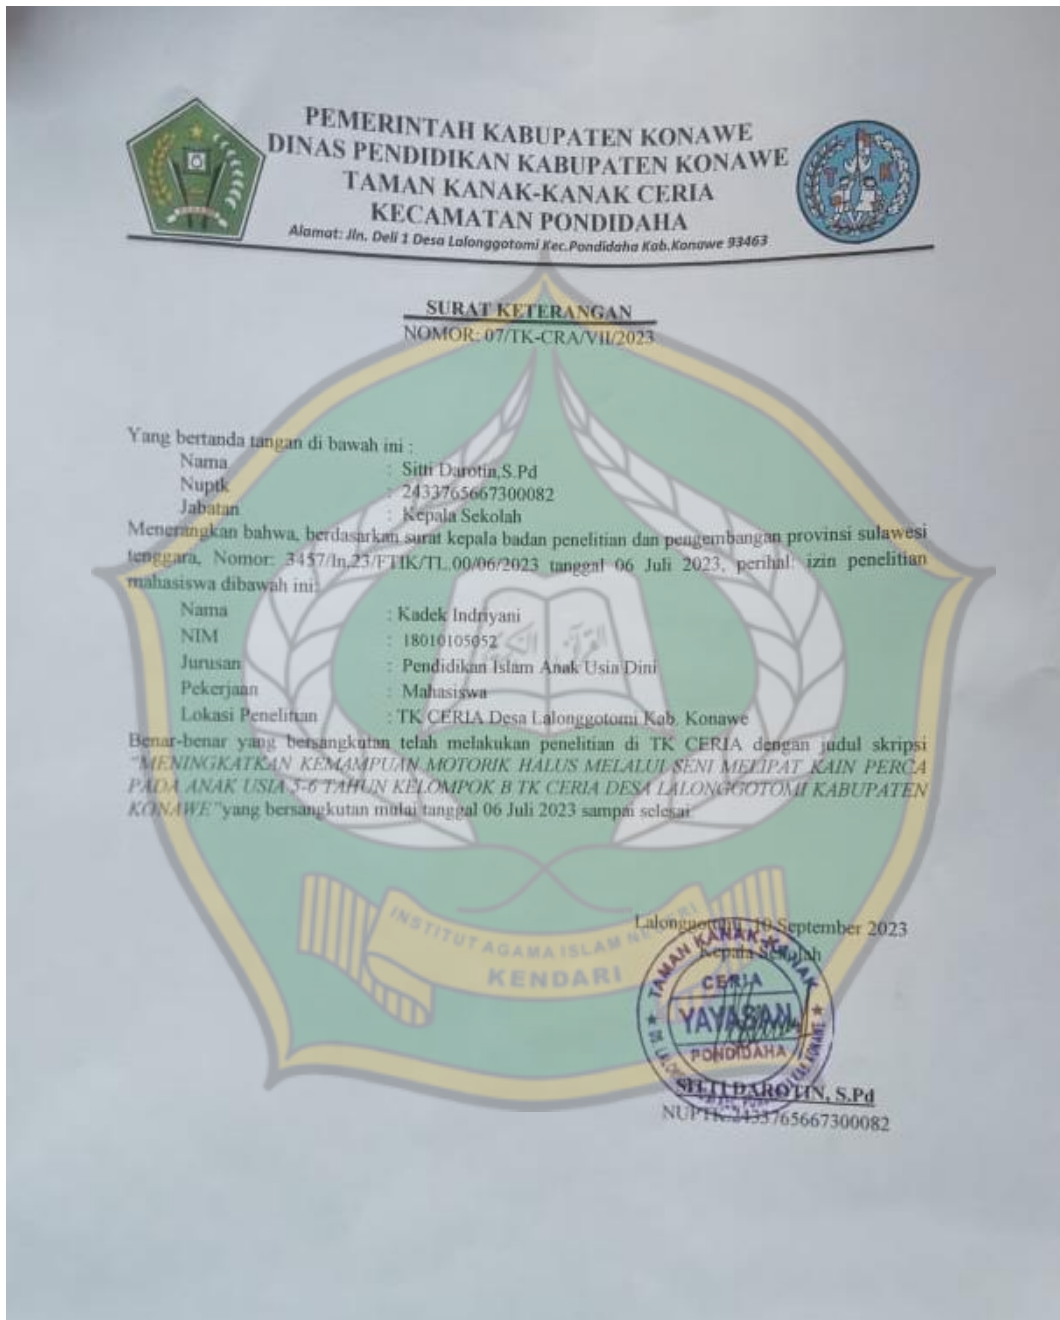 PEMERINTAH KABUPATEN KONAWE
DINAS PENDIDIKAN KABUPATEN KONAWE
TAMAN KANAK-KANAK CERIA
KECAMATAN PONDIDAHA
Alamat: Jln. Deli 1 Desa Lalonggotomi Kec.Pondidaha Kab.Konawe 93463
T K
SURAT KETERANGAN
NOMOR: 07/TK-CRA/VII/2023
Yang bertanda tangan di bawah ini :
Nama : Sitti Darotin,S.Pd
Nuptk : 2433765667300082
Jabatan : Kepala Sekolah
Menerangkan bahwa, berdasarkan surat kepala badan penelitian dan pengembangan provinsi sulawesi
tenggara, Nomor: 3457/In.23/FTIK/TL.00/06/2023 tanggal 06 Juli 2023, perihal: izin penelitian
mahasiswa dibawah ini:
Nama : Kadek Indriyani
NIM : 18010105052
Jurusan : Pendidikan Islam Anak Usia Dini
Pekerjaan : Mahasiswa
Lokasi Penelitian : TK CERIA Desa Lalonggotomi Kab. Konawe
Benar-benar yang bersangkutan telah melakukan penelitian di TK CERIA dengan judul skripsi
"MENINGKATKAN KEMAMPUAN MOTORIK HALUS MELALUI SENI MELIPAT KAIN PERCA
PADA ANAK USIA 5-6 TAHUN KELOMPOK B TK CERIA DESA LALONGGOTOMI KABUPATEN
KONAWE"yang bersangkutan mulai tanggal 06 Juli 2023 sampai selesai.
القرآن الكريم
INSTITUT AGAMA ISLAM NEGERI
KENDARI
Lalonggotomi, 10 September 2023
Kepala Sekolah
TAMAN KANAK-KANAK
CERIA
YAYASAN
PONDIDAHA
KAB. KONAWE
SITTI DAROTIN, S.Pd
NUPTK.2433765667300082